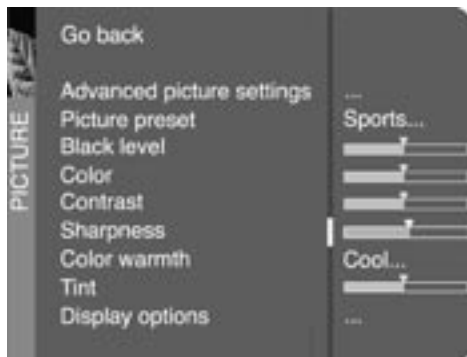 Go back
Advanced picture settings ...
Picture preset Sports...
Black level
Color
Contrast
Sharpness
Color warmth Cool...
Tint
Display options ...
PICTURE